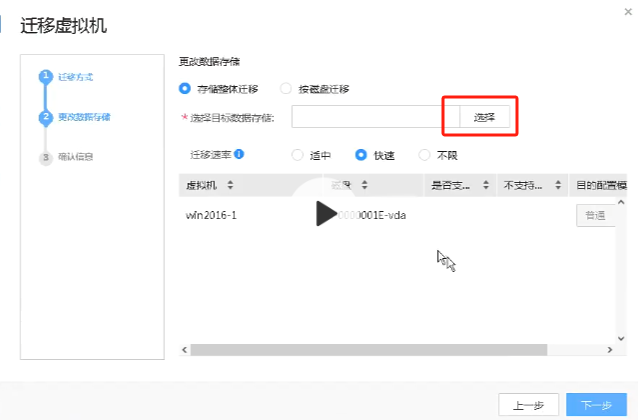 迁移虚拟机
1 迁移方式
2 更改数据存储
3 确认信息
更改数据存储
存储整体迁移 按磁盘迁移
*选择目标数据存储: 选择
迁移速率 适中 快速 不限
虚拟机 磁盘 是否支... 不支持... 目的配置模
win2016-1 0000001E-vda 普通
上一步 下一步